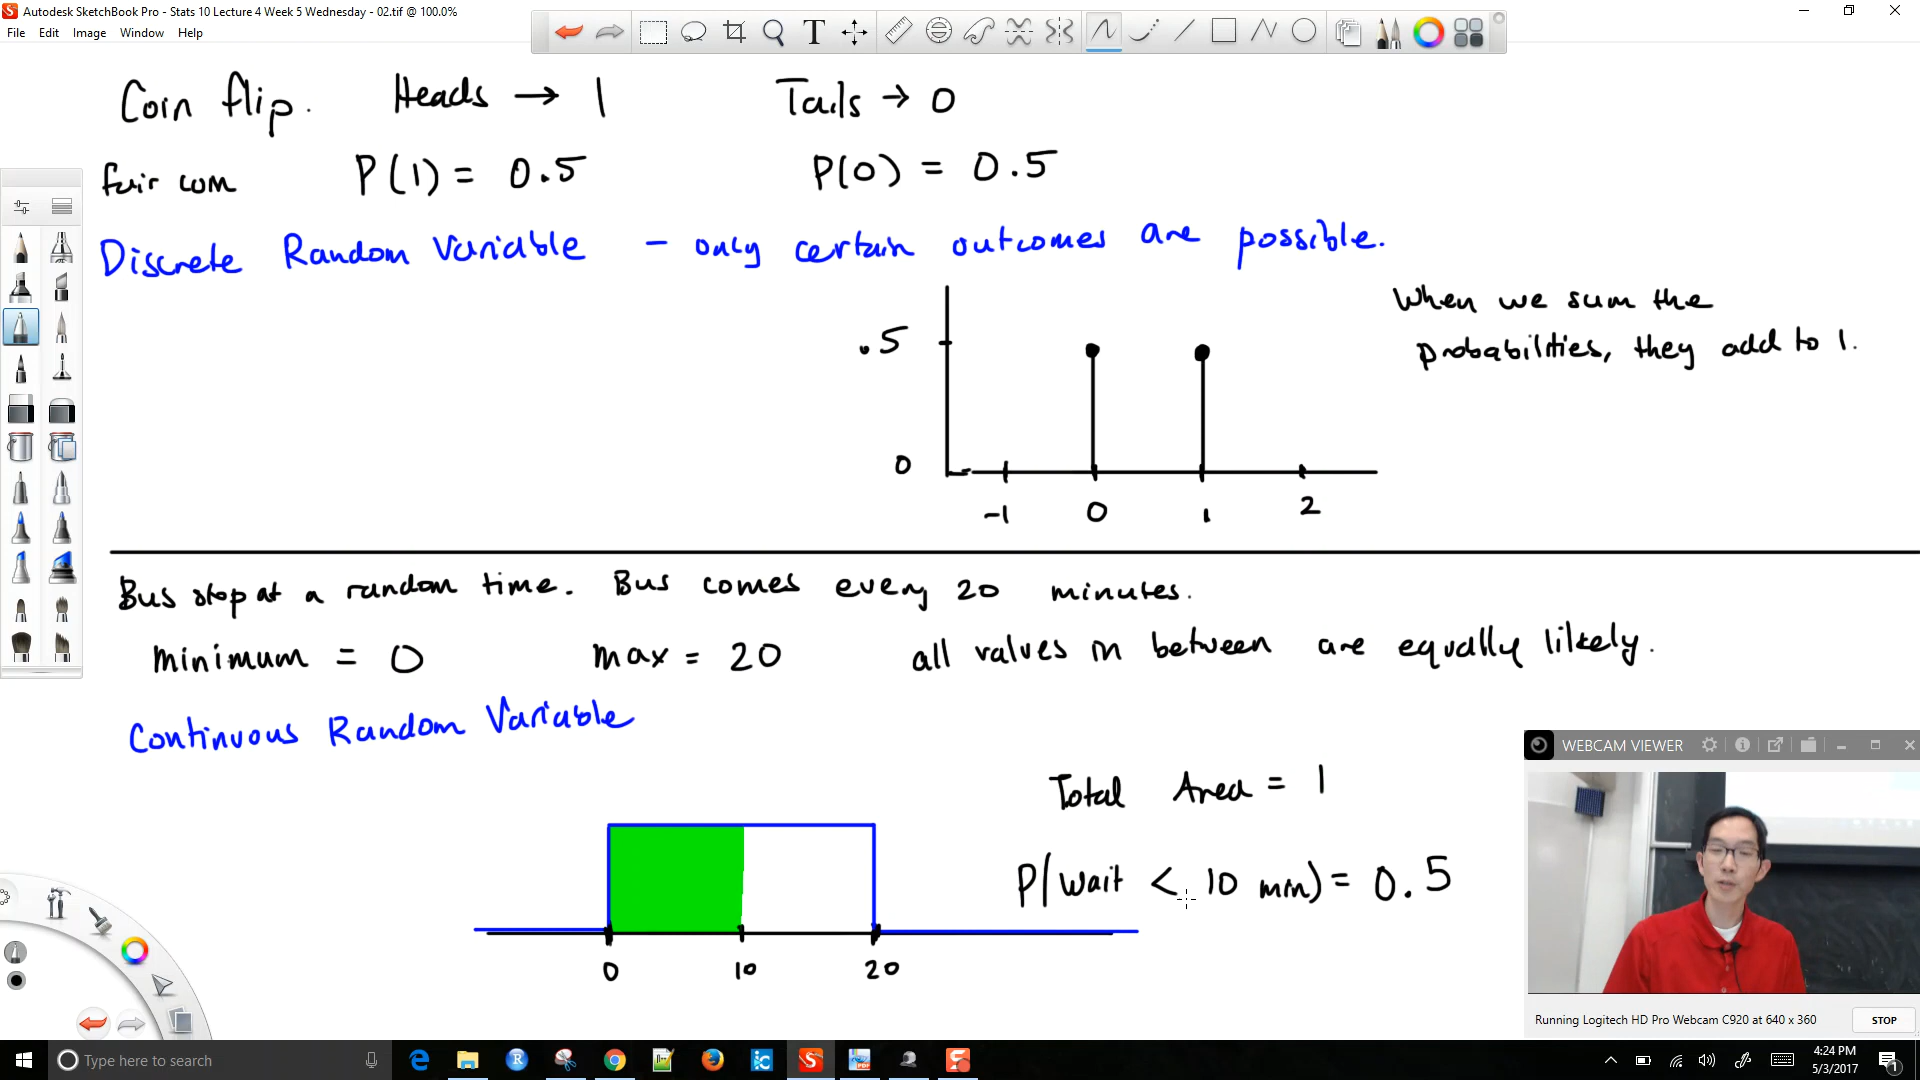 Autodesk SketchBook Pro - Stats 10 Lecture 4 Week 5 Wednesday - 02.tif @ 100.0%
File Edit Image Window Help
Coin flip. Heads → 1 Tails → 0
fair coin P(1) = 0.5 P(0) = 0.5
Discrete Random Variable - only certain outcomes are possible.
When we sum the
probabilities, they add to 1.
.5
0
-1 0 1 2
Bus stop at a random time. Bus comes every 20 minutes.
minimum = 0 max = 20 all values in between are equally likely.
Continuous Random Variable
WEBCAM VIEWER
Total Area = 1
P(wait < 10 min) = 0.5
0 10 20
Running Logitech HD Pro Webcam C920 at 640 x 360
STOP
Type here to search
4:24 PM
5/3/2017